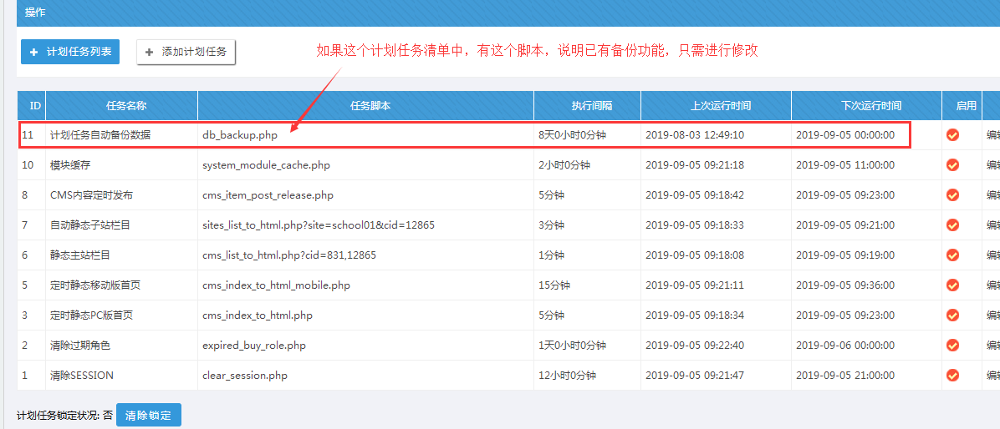 操作
计划任务列表 添加计划任务 如果这个计划任务清单中，有这个脚本，说明已有备份功能，只需进行修改
ID 任务名称 任务脚本 执行间隔 上次运行时间 下次运行时间 启用
11 计划任务自动备份数据 db_backup.php 8天0小时0分钟 2019-08-03 12:49:10 2019-09-05 00:00:00 编辑
10 模块缓存 system_module_cache.php 2小时0分钟 2019-09-05 09:21:18 2019-09-05 11:00:00
8 CMS内容定时发布 cms_item_post_release.php 5分钟 2019-09-05 09:18:42 2019-09-05 09:23:00
7 自动静态子站栏目 sites_list_to_html.php?site=school01&cid=12865 3分钟 2019-09-05 09:18:33 2019-09-05 09:21:00
6 静态主站栏目 cms_list_to_html.php?cid=831,12865 1分钟 2019-09-05 09:18:08 2019-09-05 09:19:00
5 定时静态移动版首页 cms_index_to_html_mobile.php 15分钟 2019-09-05 09:21:11 2019-09-05 09:36:00
3 定时静态PC版首页 cms_index_to_html.php 5分钟 2019-09-05 09:18:34 2019-09-05 09:23:00
2 清除过期角色 expired_buy_role.php 1天0小时0分钟 2019-09-05 09:22:40 2019-09-06 00:00:00
1 清除SESSION clear_session.php 12小时0分钟 2019-09-05 09:21:47 2019-09-05 21:00:00
计划任务锁定状况: 否 清除锁定